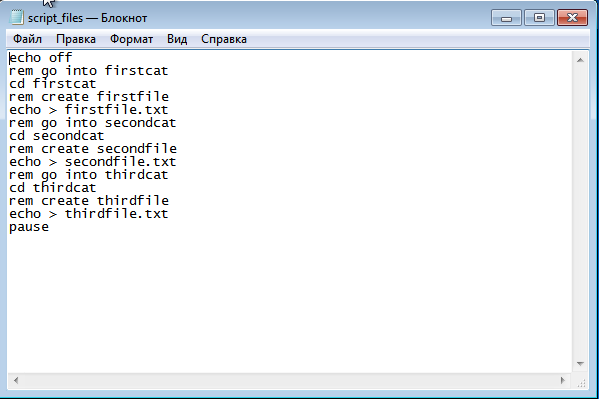 script_files — Блокнот
Файл Правка Формат Вид Справка
echo off
rem go into firstcat
cd firstcat
rem create firstfile
echo > firstfile.txt
rem go into secondcat
cd secondcat
rem create secondfile
echo > secondfile.txt
rem go into thirdcat
cd thirdcat
rem create thirdfile
echo > thirdfile.txt
pause